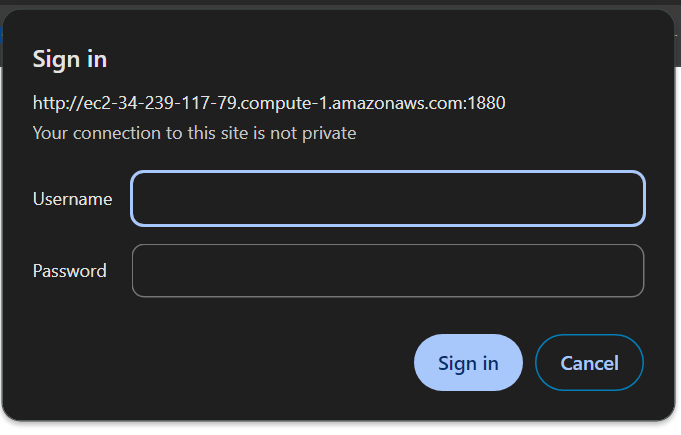 Sign in
http://ec2-34-239-117-79.compute-1.amazonaws.com:1880
Your connection to this site is not private
Username
Password
Sign in
Cancel